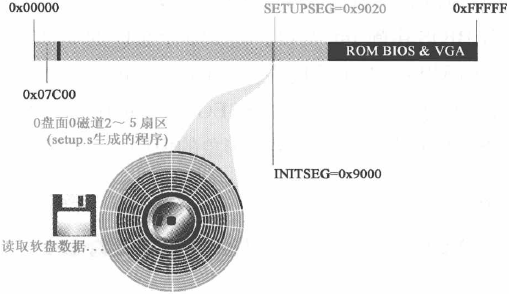 0x00000
SETUPSEG=0x9020
0xFFFFF
ROM BIOS & VGA
0x07C00
0盘面0磁道2～5扇区
(setup.s生成的程序)
INITSEG=0x9000
读取软盘数据...